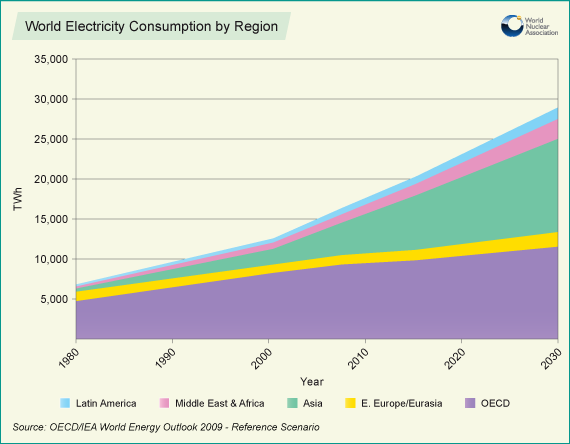 World Electricity Consumption by Region
World
Nuclear
Association
35,000
30,000
25,000
20,000
15,000
10,000
5,000
TWh
1980
1990
2000
2010
2020
2030
Year
Latin America
Middle East & Africa
Asia
E. Europe/Eurasia
OECD
Source: OECD/IEA World Energy Outlook 2009 - Reference Scenario